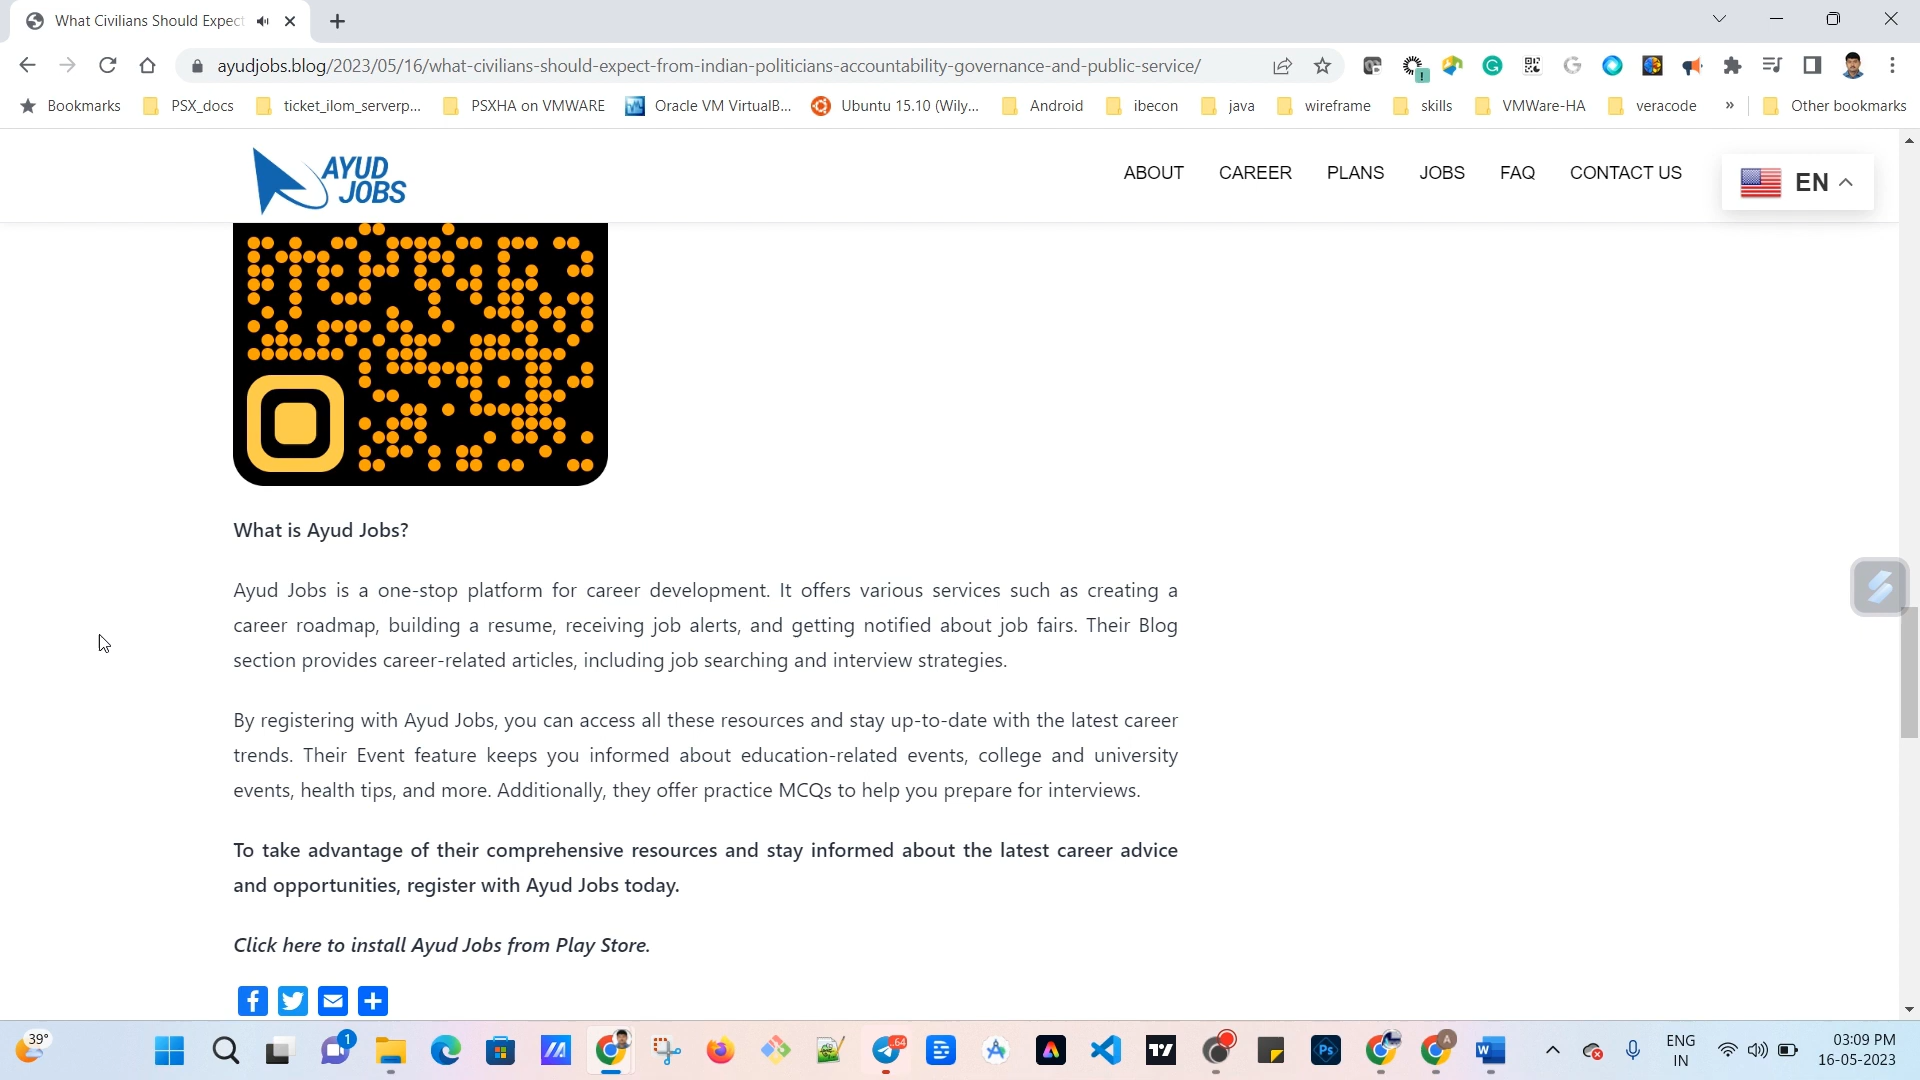 What Civilians Should Expect
ayudjobs.blog/2023/05/16/what-civilians-should-expect-from-indian-politicians-accountability-governance-and-public-service/
Bookmarks PSX_docs ticket_ilom_serverp... PSXHA on VMWARE Oracle VM VirtualB... Ubuntu 15.10 (Wily... Android ibecon java wireframe skills VMWare-HA veracode » Other bookmarks
AYUD
JOBS
ABOUT CAREER PLANS JOBS FAQ CONTACT US EN
What is Ayud Jobs?
Ayud Jobs is a one-stop platform for career development. It offers various services such as creating a
career roadmap, building a resume, receiving job alerts, and getting notified about job fairs. Their Blog
section provides career-related articles, including job searching and interview strategies.
By registering with Ayud Jobs, you can access all these resources and stay up-to-date with the latest career
trends. Their Event feature keeps you informed about education-related events, college and university
events, health tips, and more. Additionally, they offer practice MCQs to help you prepare for interviews.
To take advantage of their comprehensive resources and stay informed about the latest career advice
and opportunities, register with Ayud Jobs today.
Click here to install Ayud Jobs from Play Store.
39°
1
64
Ps
A
W
ENG
IN
03:09 PM
16-05-2023